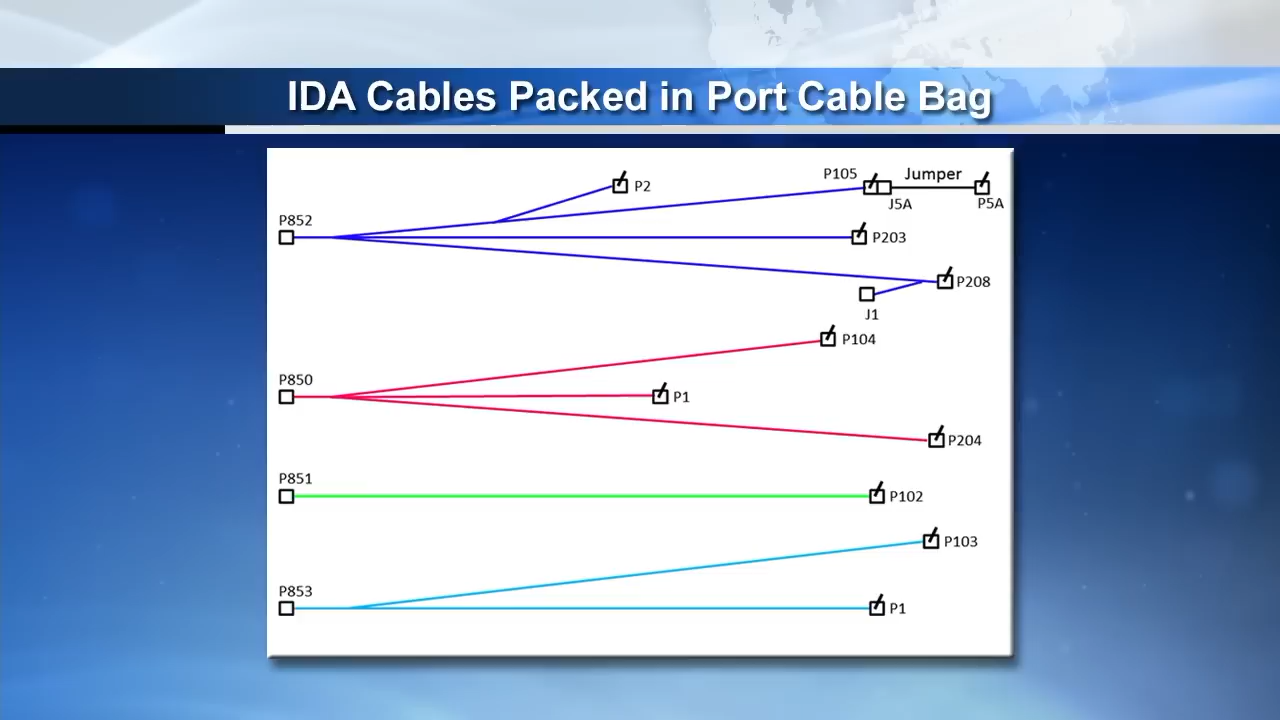 IDA Cables Packed in Port Cable Bag
P2
P105
Jumper
J5A
P5A
P852
P203
P208
J1
P104
P850
P1
P204
P851
P102
P103
P853
P1